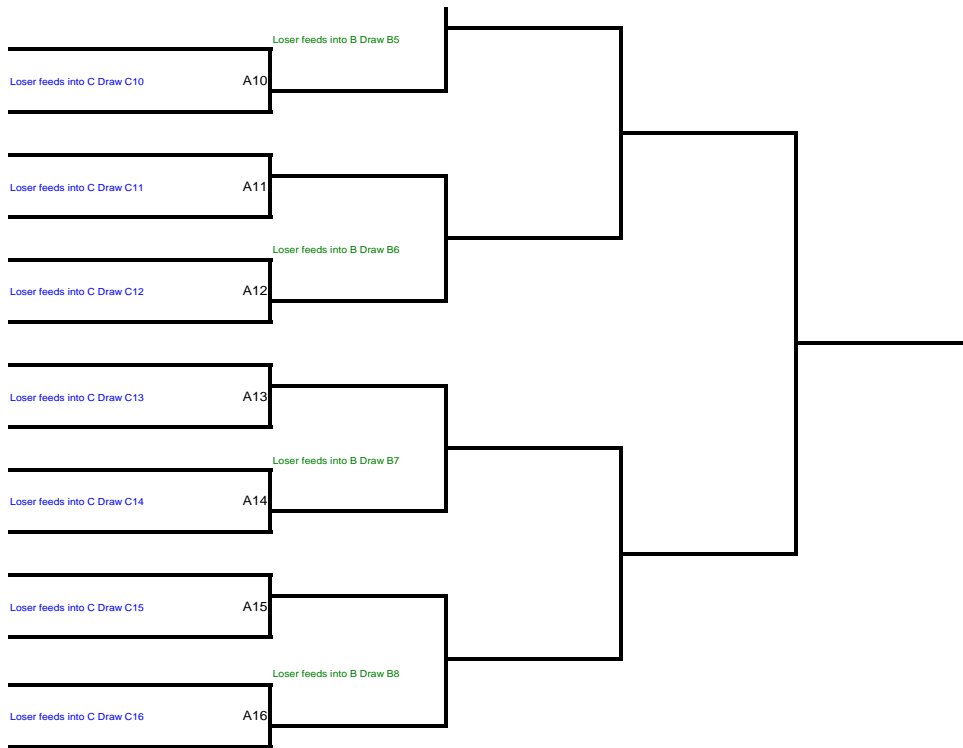 Loser feeds into B Draw B5
Loser feeds into C Draw C10 A10
Loser feeds into C Draw C11 A11
Loser feeds into B Draw B6
Loser feeds into C Draw C12 A12
Loser feeds into C Draw C13 A13
Loser feeds into B Draw B7
Loser feeds into C Draw C14 A14
Loser feeds into C Draw C15 A15
Loser feeds into B Draw B8
Loser feeds into C Draw C16 A16